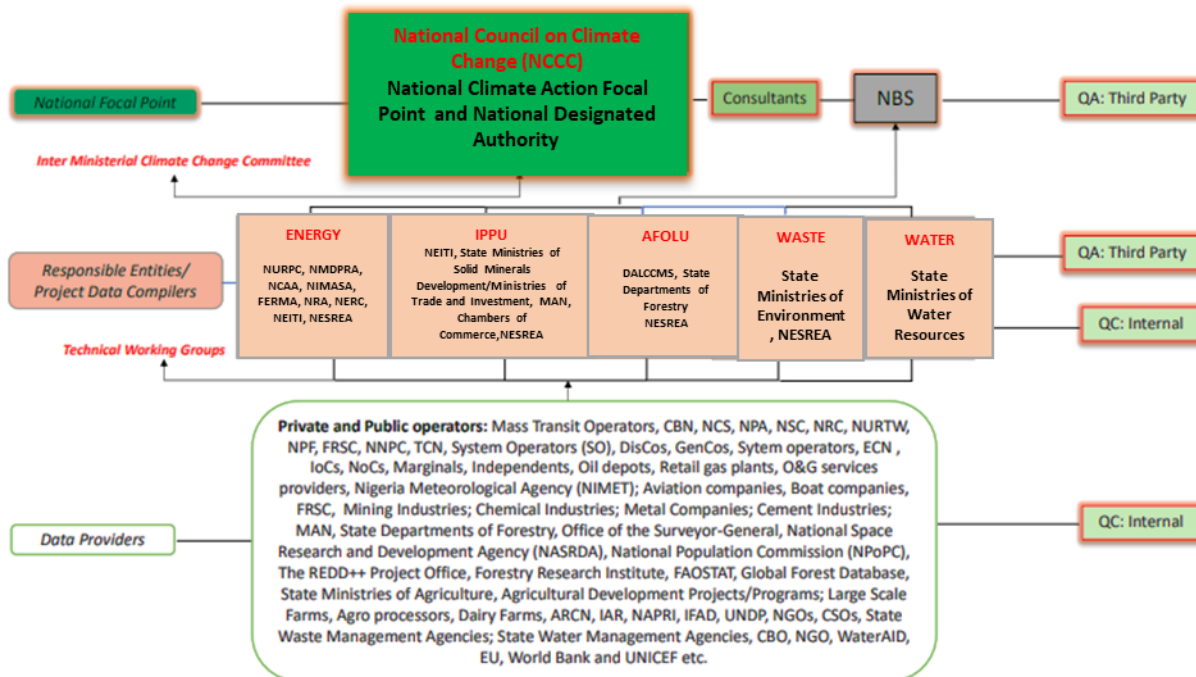 National Council on Climate
Change (NCCC)
National Climate Action Focal
Point and National Designated
Authority
National Focal Point
Consultants
NBS
QA: Third Party
Inter Ministerial Climate Change Committee
Responsible Entities/
Project Data Compilers
ENERGY
NURPC, NMDPRA,
NCAA, NIMASA,
FERMA, NRA, NERC,
NEITI, NESREA
IPPU
NEITI, State Ministries of
Solid Minerals
Development/Ministries of
Trade and Investment, MAN,
Chambers of
Commerce,NESREA
AFOLU
DALCCMS, State
Departments of
Forestry
NESREA
WASTE
State
Ministries of
Environment
, NESREA
WATER
State
Ministries of
Water
Resources
QA: Third Party
QC: Internal
Technical Working Groups
Data Providers
Private and Public operators: Mass Transit Operators, CBN, NCS, NPA, NSC, NRC, NURTW,
NPF, FRSC, NNPC, TCN, System Operators (SO), DisCos, GenCos, Sytem operators, ECN ,
IoCs, NoCs, Marginals, Independents, Oil depots, Retail gas plants, O&G services
providers, Nigeria Meteorological Agency (NIMET); Aviation companies, Boat companies,
FRSC, Mining Industries; Chemical Industries; Metal Companies; Cement Industries;
MAN, State Departments of Forestry, Office of the Surveyor-General, National Space
Research and Development Agency (NASRDA), National Population Commission (NPoPC),
The REDD++ Project Office, Forestry Research Institute, FAOSTAT, Global Forest Database,
State Ministries of Agriculture, Agricultural Development Projects/Programs; Large Scale
Farms, Agro processors, Dairy Farms, ARCN, IAR, NAPRI, IFAD, UNDP, NGOs, CSOs, State
Waste Management Agencies; State Water Management Agencies, CBO, NGO, WaterAID,
EU, World Bank and UNICEF etc.
QC: Internal